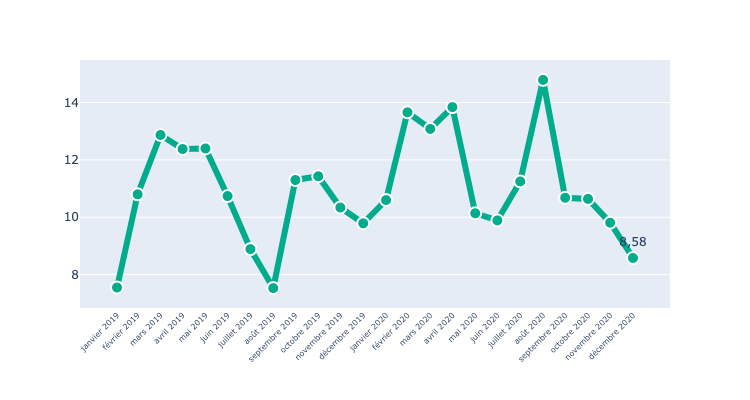 14
12
10
8
8.58
janvier 2019
février 2019
mars 2019
avril 2019
mai 2019
juin 2019
juillet 2019
août 2019
septembre 2019
octobre 2019
novembre 2019
décembre 2019
janvier 2020
février 2020
mars 2020
avril 2020
mai 2020
juin 2020
juillet 2020
août 2020
septembre 2020
octobre 2020
novembre 2020
décembre 2020